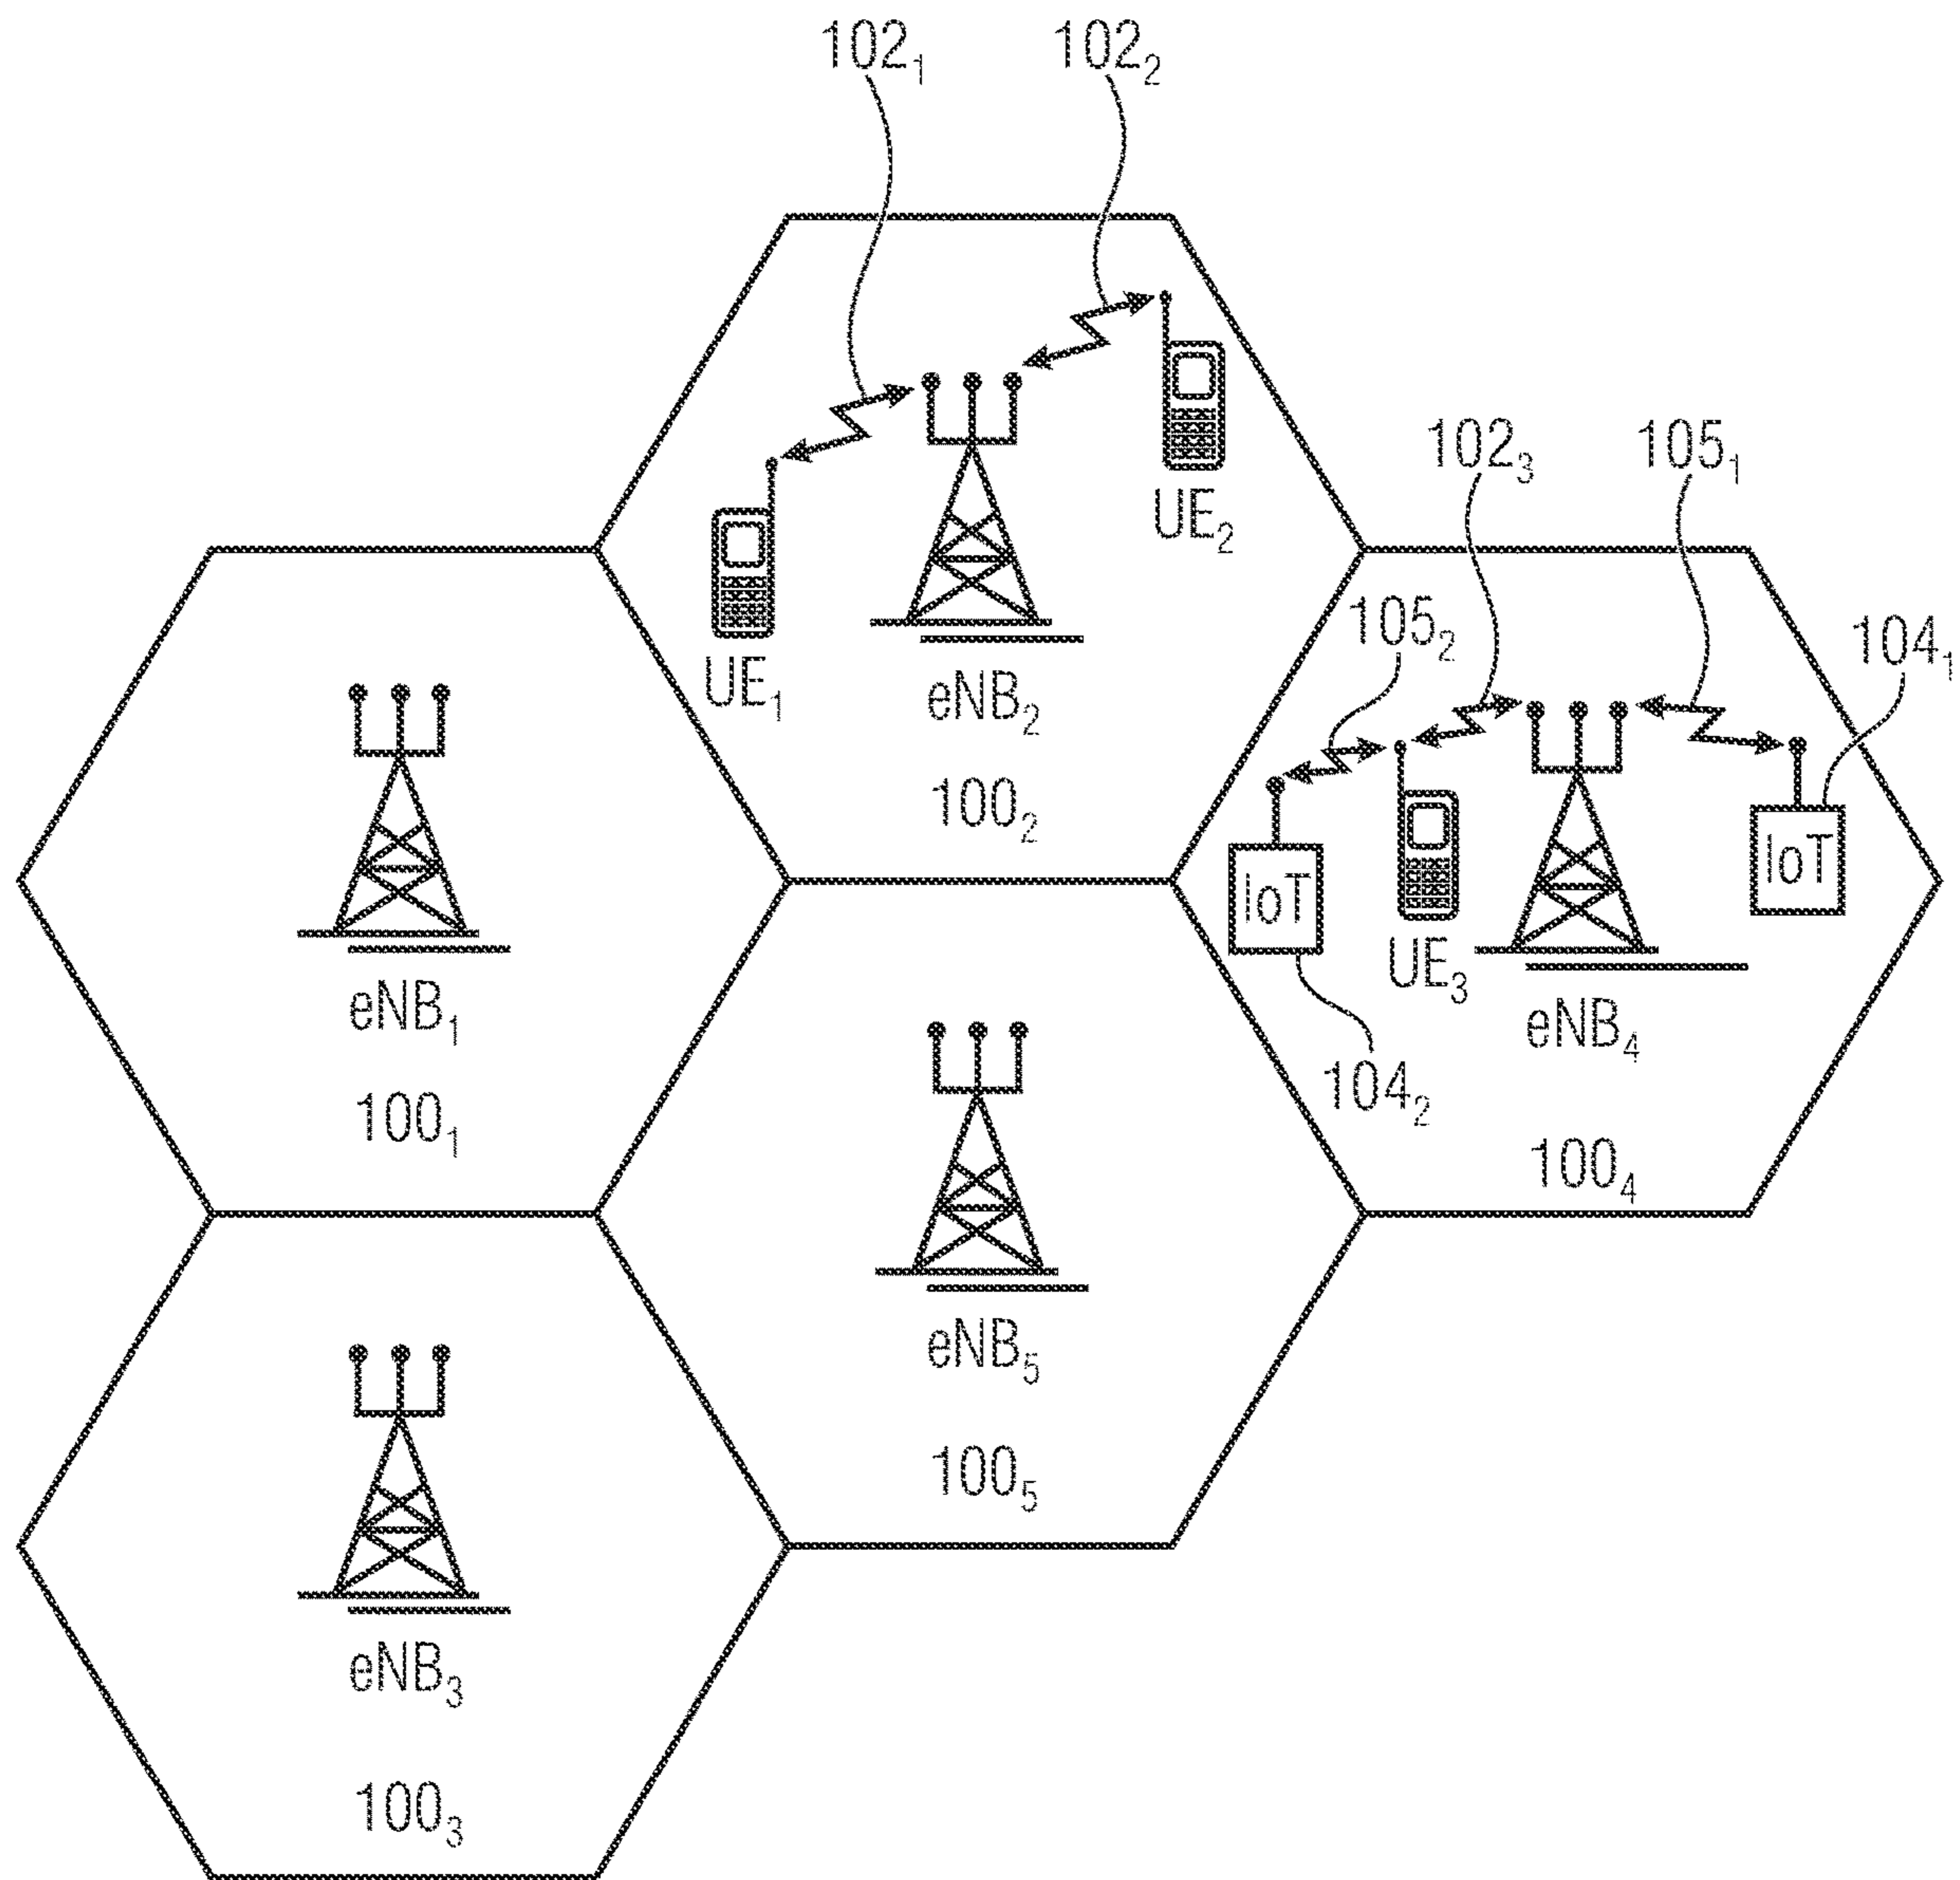 102₁
102₂
102₃
105₁
UE₂
105₂
104₁
UE₁
eNB₂
100₂
IoT
IoT
UE₃
eNB₁
eNB₄
104₂
100₁
100₄
eNB₅
100₅
eNB₃
100₃